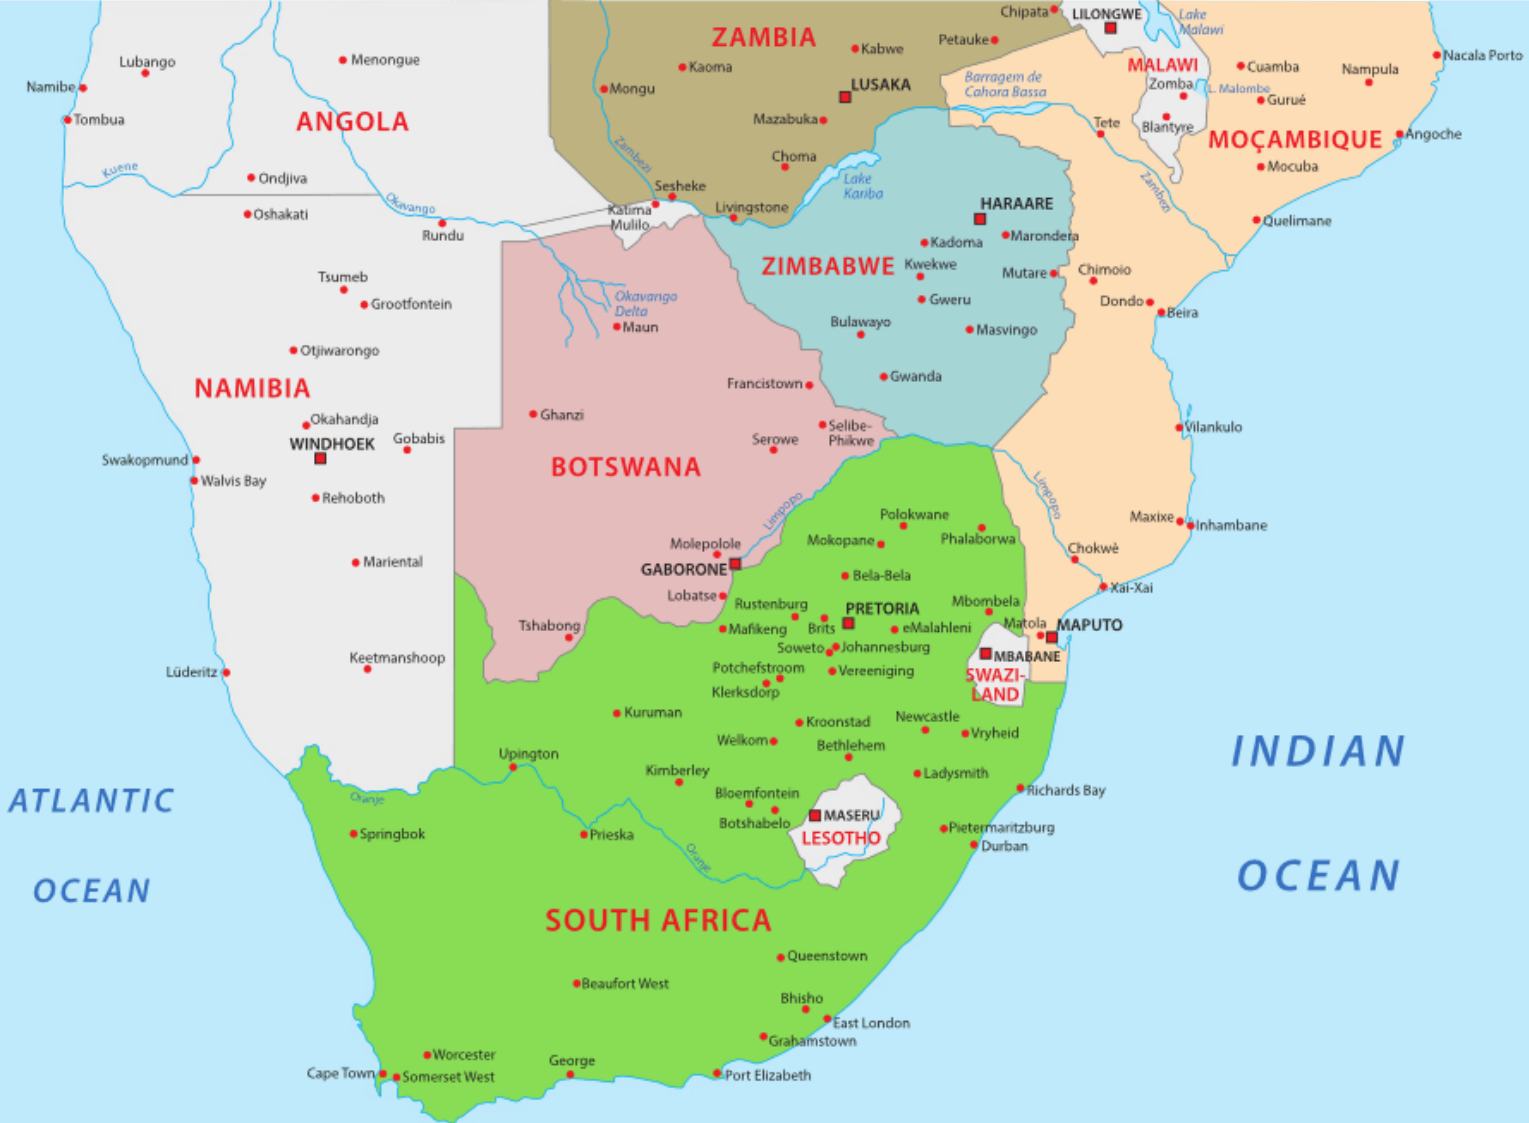 Chipata
LILONGWE
Lake
Malawi
ZAMBIA
Kabwe
Petauke
Nacala Porto
Lubango
Menongue
Kaoma
MALAWI
Cuamba
Nampula
Namibe
Mongu
LUSAKA
Barragem de
Cahora Bassa
Zomba
L. Malombe
Gurué
Tombua
ANGOLA
Mazabuka
Tete
Blantyre
MOÇAMBIQUE
Angoche
Kuene
Zambezi
Choma
Mocuba
Ondjiva
Sesheke
Lake
Kariba
Zambezi
Oshakati
Okavango
Katima
Mulilo
Livingstone
HARAARE
Quelimane
Rundu
Kadoma
Marondera
Tsumeb
ZIMBABWE
Kwekwe
Mutare
Chimoio
Grootfontein
Okavango
Delta
Gweru
Dondo
Beira
Maun
Bulawayo
Masvingo
Otjiwarongo
NAMIBIA
Francistown
Gwanda
Okahandja
Ghanzi
Selibe-
Phikwe
Vilankulo
WINDHOEK
Gobabis
Serowe
Swakopmund
BOTSWANA
Walvis Bay
Rehoboth
Limpopo
Limpopo
Polokwane
Maxixe
Inhambane
Mokopane
Phalaborwa
Molepolole
Chokwè
Mariental
GABORONE
Bela-Bela
Xai-Xai
Lobatse
Rustenburg
PRETORIA
Mbombela
Tshabong
Mafikeng
Brits
eMalahleni
Matola
MAPUTO
Soweto
Johannesburg
MBABANE
Keetmanshoop
Potchefstroom
Vereeniging
SWAZI-
LAND
Lüderitz
Klerksdorp
Kuruman
Kroonstad
Newcastle
Vryheid
Welkom
Bethlehem
INDIAN
Upington
Kimberley
Ladysmith
Richards Bay
ATLANTIC
Oranje
Bloemfontein
Botshabelo
MASERU
LESOTHO
Springbok
Prieska
Pietermaritzburg
Durban
Oranje
OCEAN
OCEAN
SOUTH AFRICA
Queenstown
Beaufort West
Bhisho
East London
Grahamstown
Worcester
George
Cape Town
Somerset West
Port Elizabeth